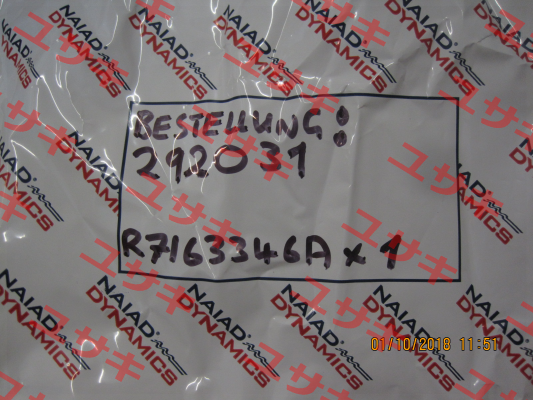 NAIAD
DYNAMICS
BESTELLUNG:
292031
R7163346A x 1
ユサキ
01/10/2018 11:51